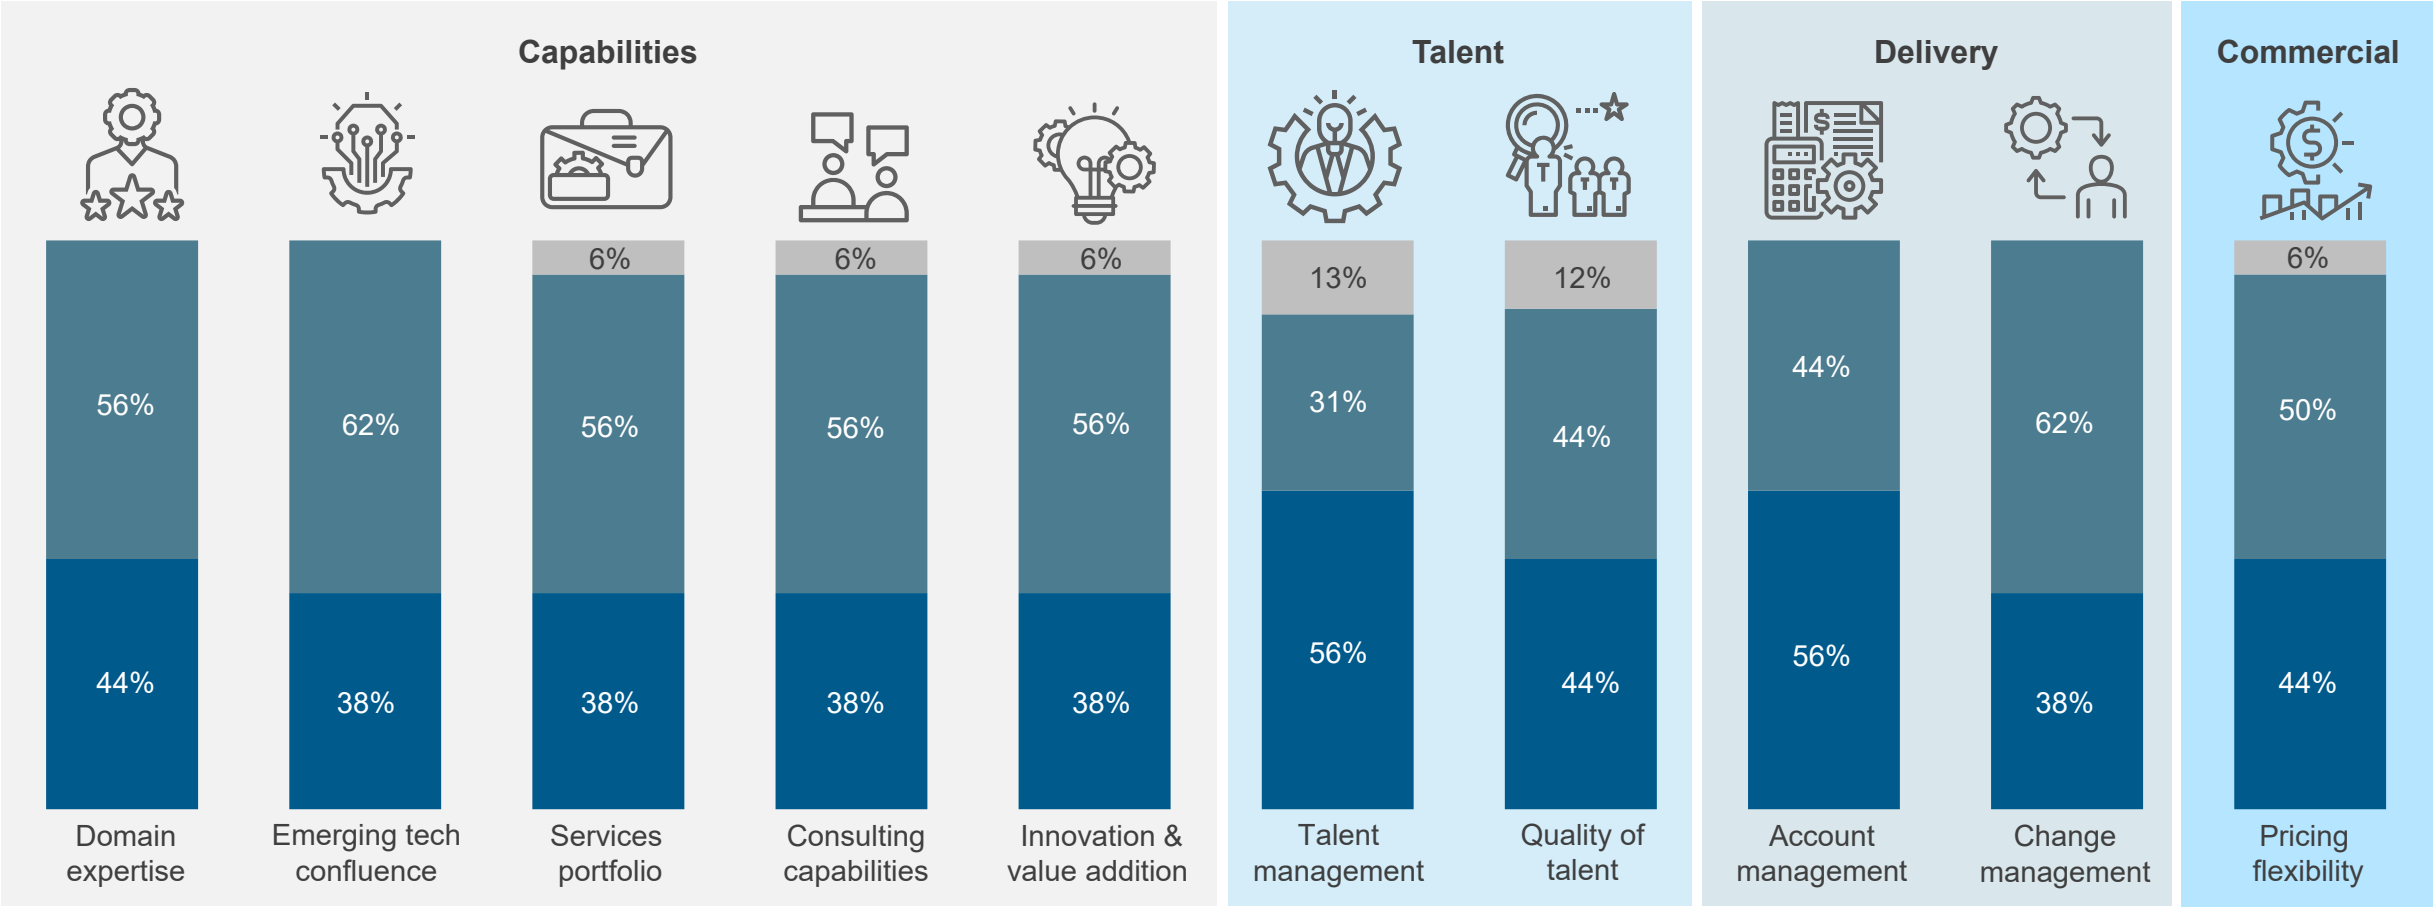 Capabilities
Talent
Delivery
Commercial
$
T
T
T
$
6%
6%
6%
13%
12%
6%
56%
62%
56%
56%
56%
31%
44%
44%
62%
50%
44%
38%
38%
38%
38%
56%
44%
56%
38%
44%
Domain
expertise
Emerging tech
confluence
Services
portfolio
Consulting
capabilities
Innovation &
value addition
Talent
management
Quality of
talent
Account
management
Change
management
Pricing
flexibility